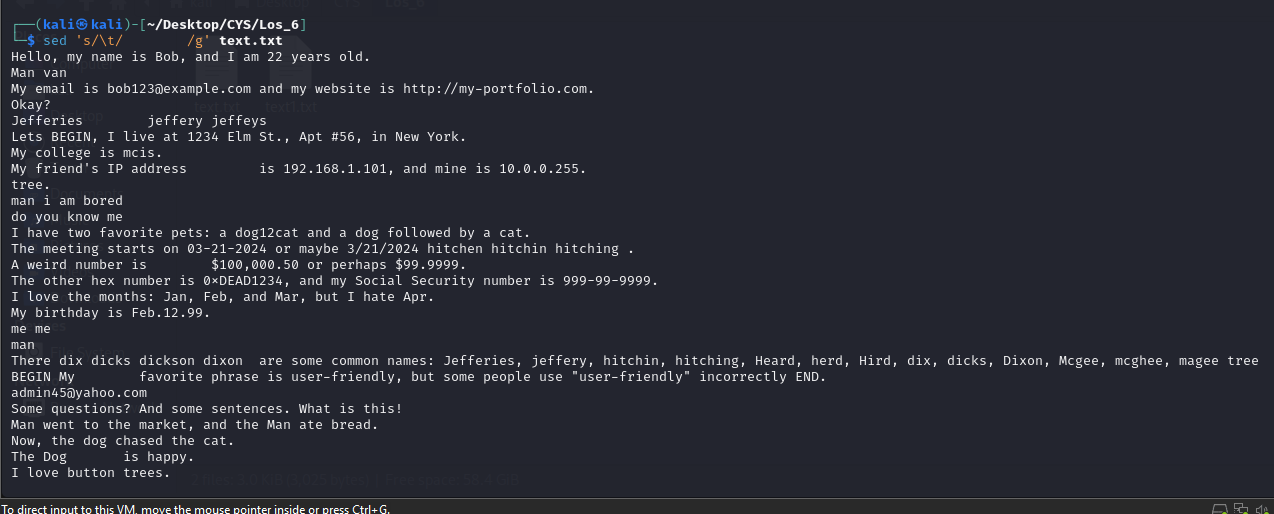 ┌──(kali㉿kali)-[~/Desktop/CYS/Los_6]
└─$ sed 's/\t/        /g' text.txt
Hello, my name is Bob, and I am 22 years old.
Man van
My email is bob123@example.com and my website is http://my-portfolio.com.
Okay?
Jefferies        jeffery jeffeys
Lets BEGIN, I live at 1234 Elm St., Apt #56, in New York.
My college is mcis.
My friend's IP address         is 192.168.1.101, and mine is 10.0.0.255.
tree.
man i am bored
do you know me
I have two favorite pets: a dog12cat and a dog followed by a cat.
The meeting starts on 03-21-2024 or maybe 3/21/2024 hitchen hitchin hitching .
A weird number is        $100,000.50 or perhaps $99.9999.
The other hex number is 0×DEAD1234, and my Social Security number is 999-99-9999.
I love the months: Jan, Feb, and Mar, but I hate Apr.
My birthday is Feb.12.99.
me me
man
There dix dicks dickson dixon  are some common names: Jefferies, jeffery, hitchin, hitching, Heard, herd, Hird, dix, dicks, Dixon, Mcgee, mcghee, magee tree
BEGIN My        favorite phrase is user-friendly, but some people use "user-friendly" incorrectly END.
admin45@yahoo.com
Some questions? And some sentences. What is this!
Man went to the market, and the Man ate bread.
Now, the dog chased the cat.
The Dog       is happy.
I love button trees.
To direct input to this VM, move the mouse pointer inside or press Ctrl+G.